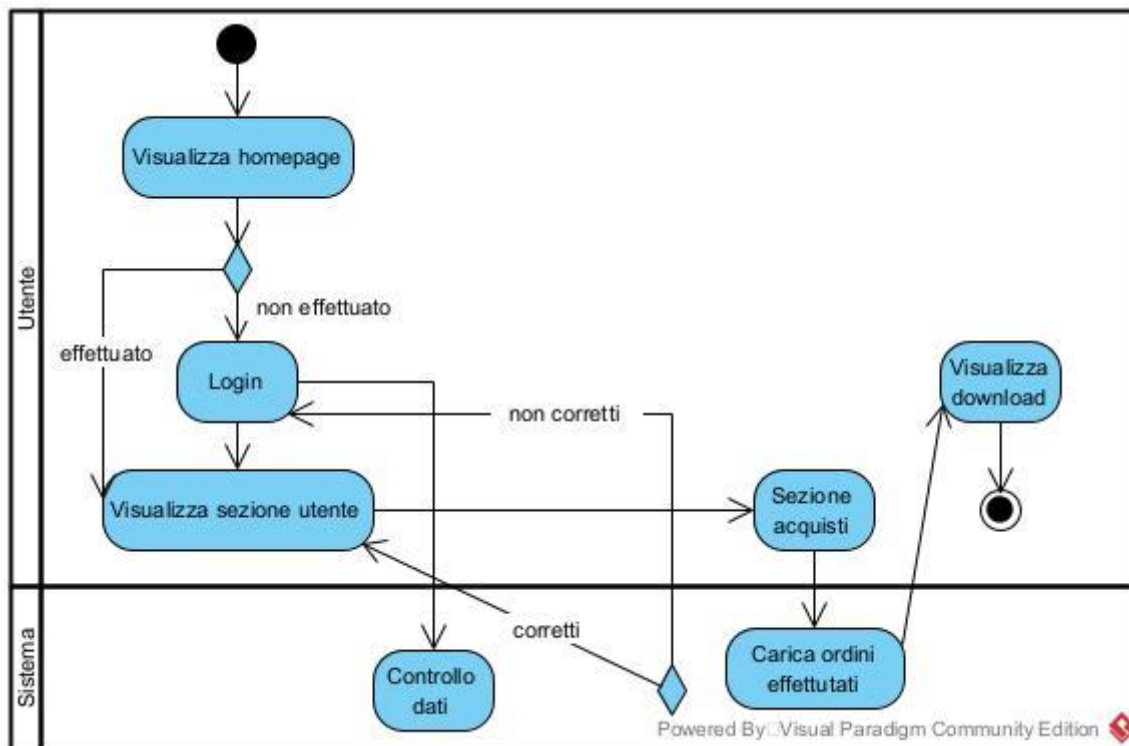 Utente
Visualizza homepage
non effettuato
effettuato
Login
non corretti
Visualizza
download
Visualizza sezione utente
Sezione
acquisti
Sistema
corretti
Controllo
dati
Carica ordini
effettutati
Powered By Visual Paradigm Community Edition